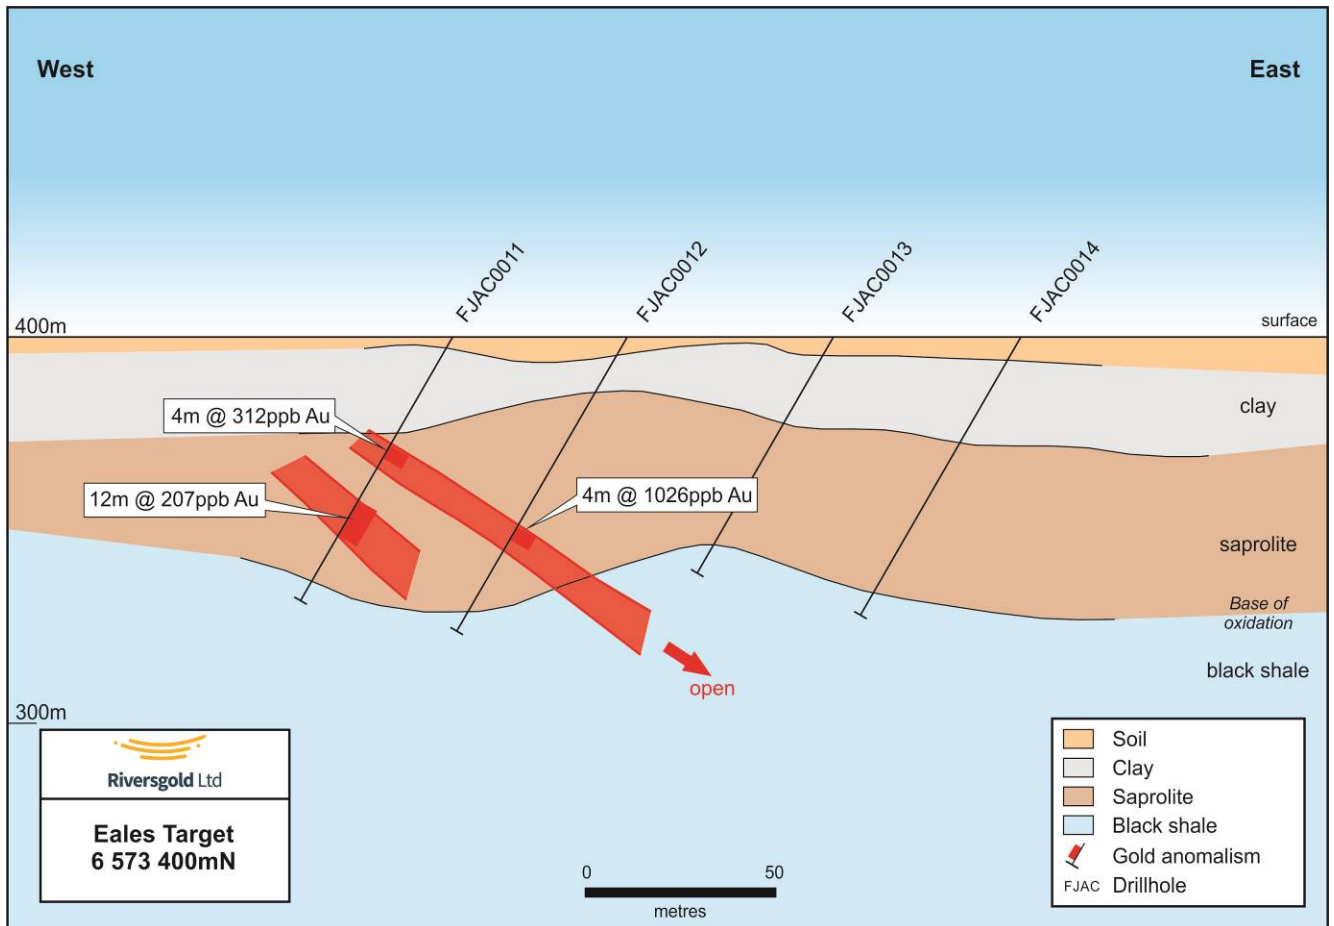 West
East
FJAC0011
FJAC0012
FJAC0013
FJAC0014
400m
surface
clay
4m @ 312ppb Au
12m @ 207ppb Au
4m @ 1026ppb Au
saprolite
Base of
oxidation
black shale
open
300m
Riversgold Ltd
Eales Target
6 573 400mN
0
50
metres
Soil
Clay
Saprolite
Black shale
Gold anomalism
FJAC Drillhole